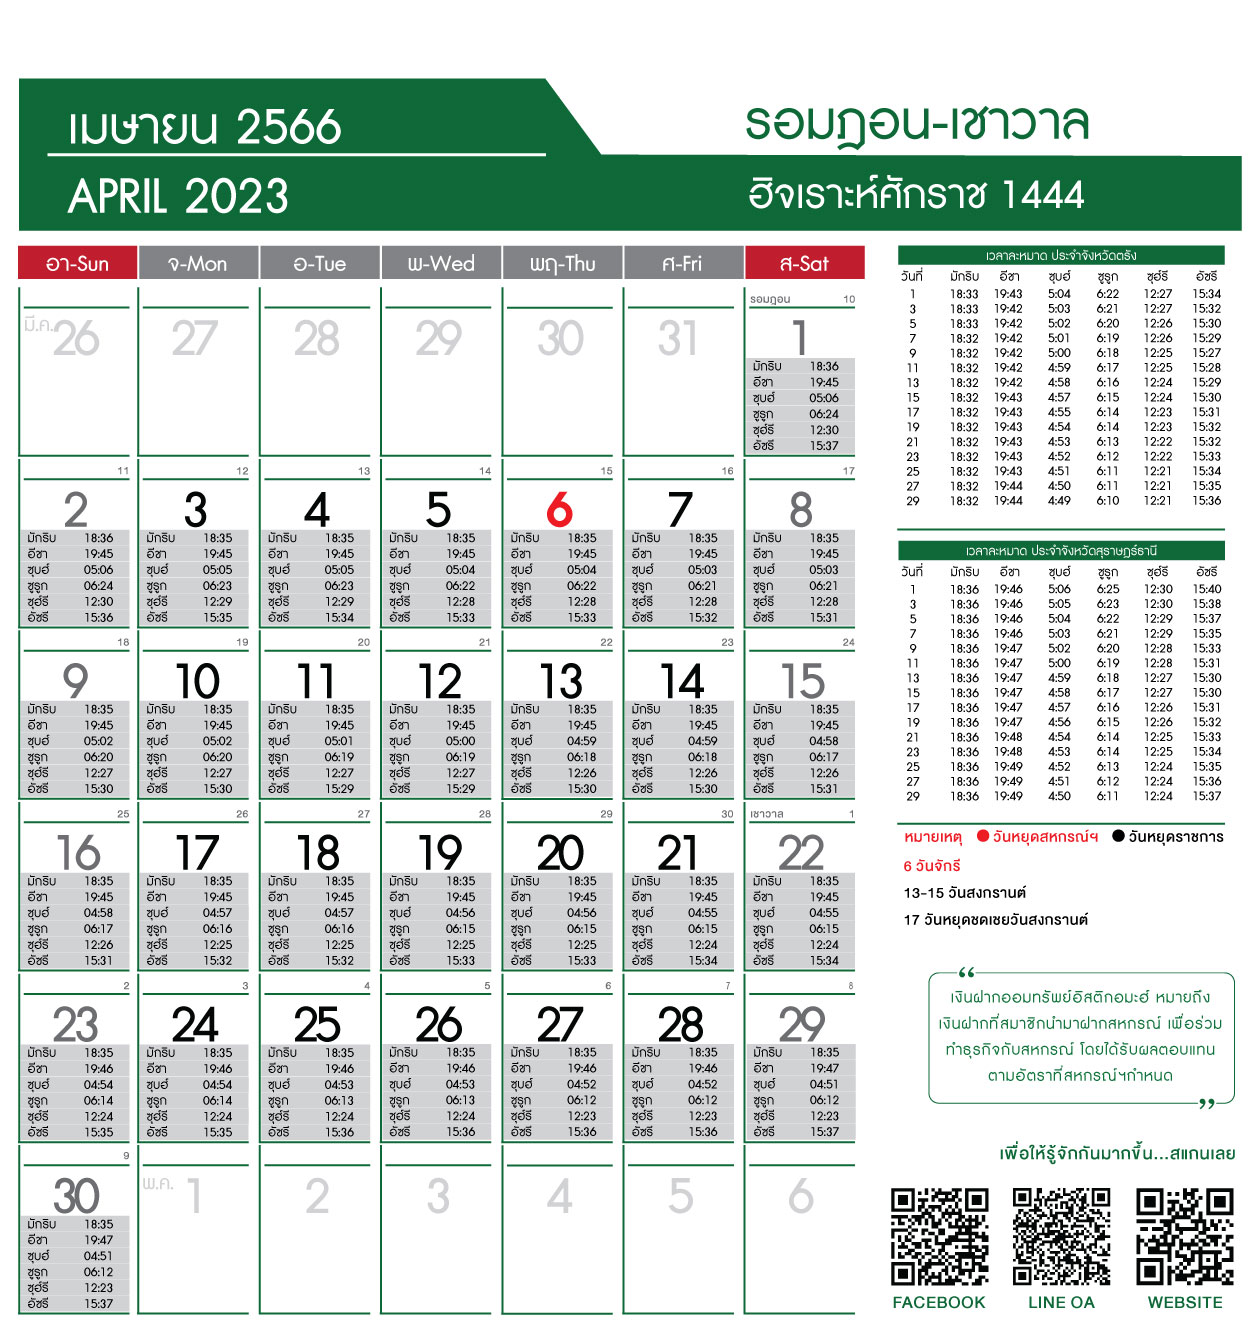 เมษายน 2566
APRIL 2023
รอมฎอน-เชาวาล
ฮิจเราะห์ศักราช 1444
อา-Sun จ-Mon อ-Tue พ-Wed พฤ-Thu ศ-Fri ส-Sat
รอมฎอน 10
มี.ค. 26 27 28 29 30 31 1
มักริบ 18:36
อีซา 19:45
ซุบฮ์ 05:06
ซูรูก 06:24
ซุฮ์รี 12:30
อัซรี 15:37
11 12 13 14 15 16 17
2 3 4 5 6 7 8
มักริบ 18:36 มักริบ 18:35 มักริบ 18:35 มักริบ 18:35 มักริบ 18:35 มักริบ 18:35 มักริบ 18:35
อีซา 19:45 อีซา 19:45 อีซา 19:45 อีซา 19:45 อีซา 19:45 อีซา 19:45 อีซา 19:45
ซุบฮ์ 05:06 ซุบฮ์ 05:05 ซุบฮ์ 05:05 ซุบฮ์ 05:04 ซุบฮ์ 05:04 ซุบฮ์ 05:03 ซุบฮ์ 05:03
ซูรูก 06:24 ซูรูก 06:23 ซูรูก 06:23 ซูรูก 06:22 ซูรูก 06:22 ซูรูก 06:21 ซูรูก 06:21
ซุฮ์รี 12:30 ซุฮ์รี 12:29 ซุฮ์รี 12:29 ซุฮ์รี 12:28 ซุฮ์รี 12:28 ซุฮ์รี 12:28 ซุฮ์รี 12:28
อัซรี 15:36 อัซรี 15:35 อัซรี 15:34 อัซรี 15:33 อัซรี 15:33 อัซรี 15:32 อัซรี 15:31
18 19 20 21 22 23 24
9 10 11 12 13 14 15
มักริบ 18:35 มักริบ 18:35 มักริบ 18:35 มักริบ 18:35 มักริบ 18:35 มักริบ 18:35 มักริบ 18:35
อีซา 19:45 อีซา 19:45 อีซา 19:45 อีซา 19:45 อีซา 19:45 อีซา 19:45 อีซา 19:45
ซุบฮ์ 05:02 ซุบฮ์ 05:02 ซุบฮ์ 05:01 ซุบฮ์ 05:00 ซุบฮ์ 04:59 ซุบฮ์ 04:59 ซุบฮ์ 04:58
ซูรูก 06:20 ซูรูก 06:20 ซูรูก 06:19 ซูรูก 06:19 ซูรูก 06:18 ซูรูก 06:18 ซูรูก 06:17
ซุฮ์รี 12:27 ซุฮ์รี 12:27 ซุฮ์รี 12:27 ซุฮ์รี 12:27 ซุฮ์รี 12:26 ซุฮ์รี 12:26 ซุฮ์รี 12:26
อัซรี 15:30 อัซรี 15:30 อัซรี 15:29 อัซรี 15:29 อัซรี 15:30 อัซรี 15:30 อัซรี 15:31
25 26 27 28 29 30 เชาวาล 1
16 17 18 19 20 21 22
มักริบ 18:35 มักริบ 18:35 มักริบ 18:35 มักริบ 18:35 มักริบ 18:35 มักริบ 18:35 มักริบ 18:35
อีซา 19:45 อีซา 19:45 อีซา 19:45 อีซา 19:45 อีซา 19:45 อีซา 19:45 อีซา 19:45
ซุบฮ์ 04:58 ซุบฮ์ 04:57 ซุบฮ์ 04:57 ซุบฮ์ 04:56 ซุบฮ์ 04:56 ซุบฮ์ 04:55 ซุบฮ์ 04:55
ซูรูก 06:17 ซูรูก 06:16 ซูรูก 06:16 ซูรูก 06:15 ซูรูก 06:15 ซูรูก 06:15 ซูรูก 06:15
ซุฮ์รี 12:26 ซุฮ์รี 12:25 ซุฮ์รี 12:25 ซุฮ์รี 12:25 ซุฮ์รี 12:25 ซุฮ์รี 12:24 ซุฮ์รี 12:24
อัซรี 15:31 อัซรี 15:32 อัซรี 15:32 อัซรี 15:33 อัซรี 15:33 อัซรี 15:34 อัซรี 15:34
2 3 4 5 6 7 8
23 24 25 26 27 28 29
มักริบ 18:35 มักริบ 18:35 มักริบ 18:35 มักริบ 18:35 มักริบ 18:35 มักริบ 18:35 มักริบ 18:35
อีซา 19:46 อีซา 19:46 อีซา 19:46 อีซา 19:46 อีซา 19:46 อีซา 19:46 อีซา 19:47
ซุบฮ์ 04:54 ซุบฮ์ 04:54 ซุบฮ์ 04:53 ซุบฮ์ 04:53 ซุบฮ์ 04:52 ซุบฮ์ 04:52 ซุบฮ์ 04:51
ซูรูก 06:14 ซูรูก 06:14 ซูรูก 06:13 ซูรูก 06:13 ซูรูก 06:12 ซูรูก 06:12 ซูรูก 06:12
ซุฮ์รี 12:24 ซุฮ์รี 12:24 ซุฮ์รี 12:24 ซุฮ์รี 12:24 ซุฮ์รี 12:23 ซุฮ์รี 12:23 ซุฮ์รี 12:23
อัซรี 15:35 อัซรี 15:35 อัซรี 15:36 อัซรี 15:36 อัซรี 15:36 อัซรี 15:36 อัซรี 15:37
9
30 พ.ค. 1 2 3 4 5 6
มักริบ 18:35
อีซา 19:47
ซุบฮ์ 04:51
ซูรูก 06:12
ซุฮ์รี 12:23
อัซรี 15:37
เวลาละหมาด ประจำจังหวัดตรัง
วันที่ มักริบ อีซา ซุบฮ์ ซูรูก ซุฮ์รี อัซรี
1 18:33 19:43 5:04 6:22 12:27 15:34
3 18:33 19:42 5:03 6:21 12:27 15:32
5 18:33 19:42 5:02 6:20 12:26 15:30
7 18:32 19:42 5:01 6:19 12:26 15:29
9 18:32 19:42 5:00 6:18 12:25 15:27
11 18:32 19:42 4:59 6:17 12:25 15:28
13 18:32 19:42 4:58 6:16 12:24 15:29
15 18:32 19:43 4:57 6:15 12:24 15:30
17 18:32 19:43 4:55 6:14 12:23 15:31
19 18:32 19:43 4:54 6:14 12:23 15:32
21 18:32 19:43 4:53 6:13 12:22 15:32
23 18:32 19:43 4:52 6:12 12:22 15:33
25 18:32 19:43 4:51 6:11 12:21 15:34
27 18:32 19:44 4:50 6:11 12:21 15:35
29 18:32 19:44 4:49 6:10 12:21 15:36
เวลาละหมาด ประจำจังหวัดสุราษฎร์ธานี
วันที่ มักริบ อีซา ซุบฮ์ ซูรูก ซุฮ์รี อัซรี
1 18:36 19:46 5:06 6:25 12:30 15:40
3 18:36 19:46 5:05 6:23 12:30 15:38
5 18:36 19:46 5:04 6:22 12:29 15:37
7 18:36 19:46 5:03 6:21 12:29 15:35
9 18:36 19:47 5:02 6:20 12:28 15:33
11 18:36 19:47 5:00 6:19 12:28 15:31
13 18:36 19:47 4:59 6:18 12:27 15:30
15 18:36 19:47 4:58 6:17 12:27 15:30
17 18:36 19:47 4:57 6:16 12:26 15:31
19 18:36 19:47 4:56 6:15 12:26 15:32
21 18:36 19:48 4:54 6:14 12:25 15:33
23 18:36 19:48 4:53 6:14 12:25 15:34
25 18:36 19:49 4:52 6:13 12:24 15:35
27 18:36 19:49 4:51 6:12 12:24 15:36
29 18:36 19:49 4:50 6:11 12:24 15:37
หมายเหตุ วันหยุดสหกรณ์ฯ วันหยุดราชการ
6 วันจักรี
13-15 วันสงกรานต์
17 วันหยุดชดเชยวันสงกรานต์
“
เงินฝากออมทรัพย์อิสติกอมะฮ์ หมายถึง
เงินฝากที่สมาชิกนำมาฝากสหกรณ์ เพื่อร่วม
ทำธุรกิจกับสหกรณ์ โดยได้รับผลตอบแทน
ตามอัตราที่สหกรณ์ฯกำหนด
”
เพื่อให้รู้จักกันมากขึ้น...สแกนเลย
FACEBOOK LINE OA WEBSITE